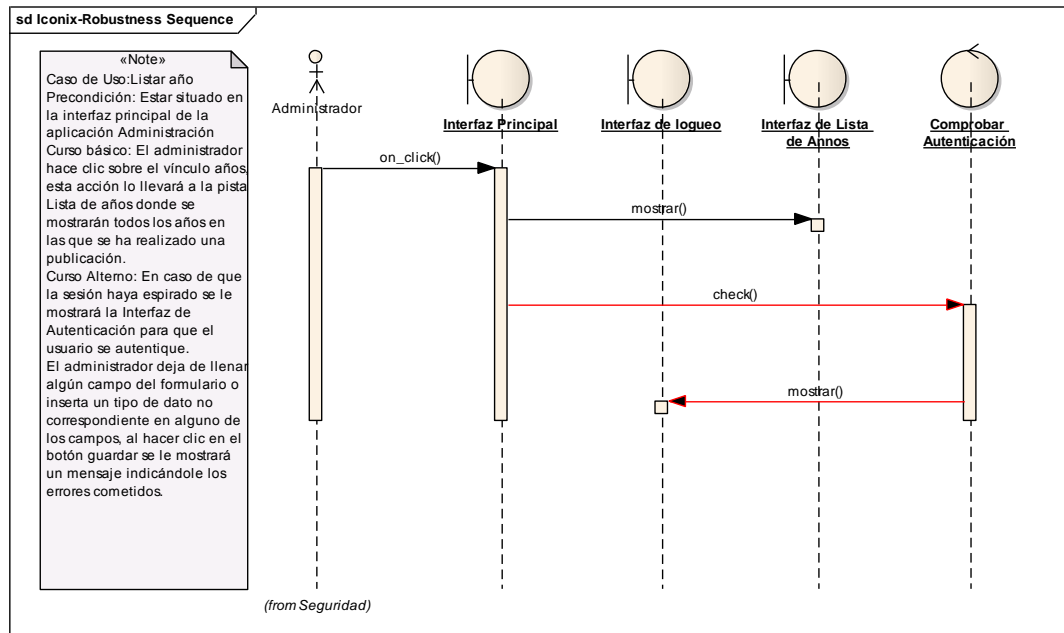 sd Iconix-Robustness Sequence
«Note»
Caso de Uso:Listar año
Precondición: Estar situado en
la interfaz principal de la
aplicación Administración
Curso básico: El administrador
hace clic sobre el vínculo años,
esta acción lo llevará a la pista
Lista de años donde se
mostrarán todos los años en
las que se ha realizado una
publicación.
Curso Alterno: En caso de que
la sesión haya espirado se le
mostrará la Interfaz de
Autenticación para que el
usuario se autentique.
El administrador deja de llenar
algún campo del formulario o
inserta un tipo de dato no
correspondiente en alguno de
los campos, al hacer clic en el
botón guardar se le mostrará
un mensaje indicándole los
errores cometidos.
Administrador
Interfaz Principal
Interfaz de logueo
Interfaz de Lista
de Annos
Comprobar
Autenticación
on_click()
mostrar()
check()
mostrar()
(from Seguridad)